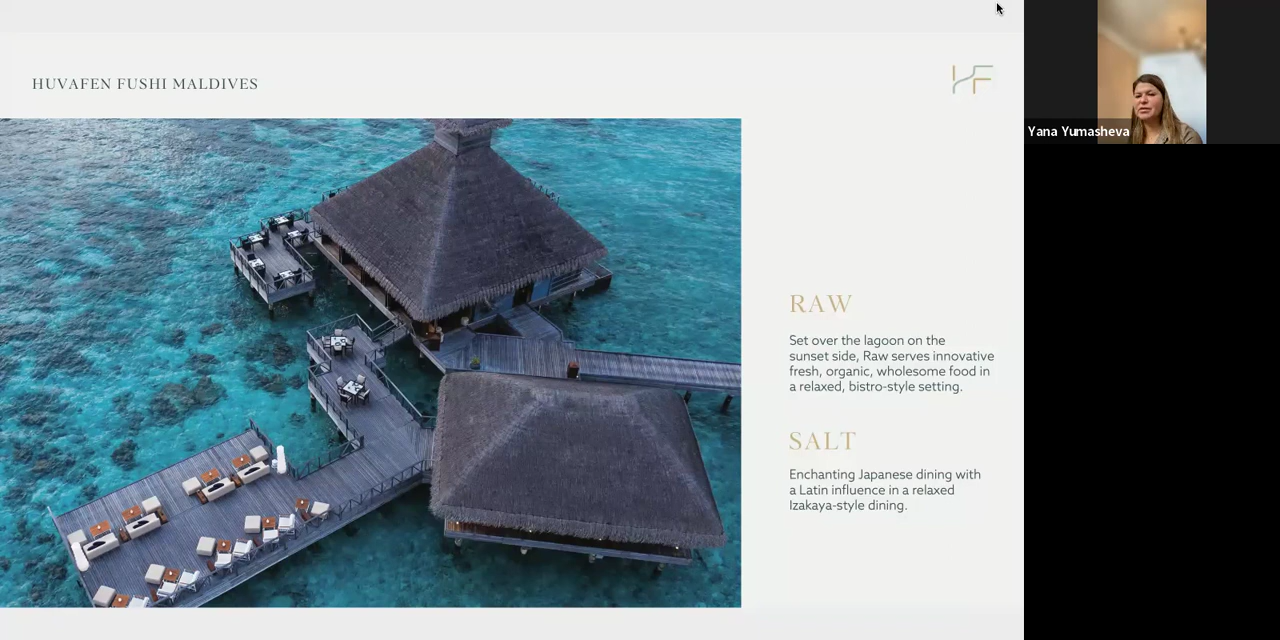 HUVAFEN FUSHI MALDIVES
HF
RAW
Set over the lagoon on the
sunset side, Raw serves innovative
fresh, organic, wholesome food in
a relaxed, bistro-style setting.
SALT
Enchanting Japanese dining with
a Latin influence in a relaxed
Izakaya-style dining.
Yana Yumasheva